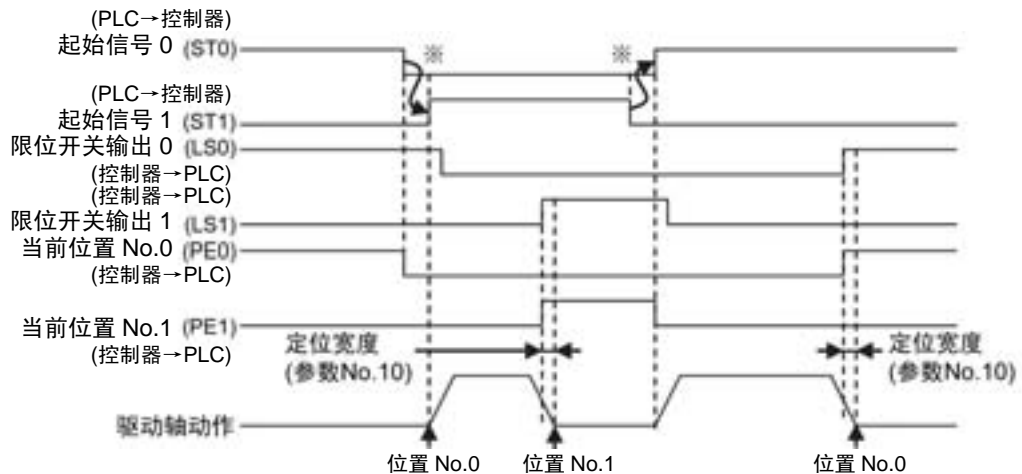 (PLC→控制器)
起始信号 0 (ST0)
※ ※
(PLC→控制器)
起始信号 1 (ST1)
限位开关输出 0 (LS0)
(控制器→PLC)
(控制器→PLC)
限位开关输出 1 (LS1)
当前位置 No.0 (PE0)
(控制器→PLC)
当前位置 No.1 (PE1)
(控制器→PLC)
定位宽度
(参数No.10)
定位宽度
(参数No.10)
驱动轴动作
位置 No.0 位置 No.1 位置 No.0